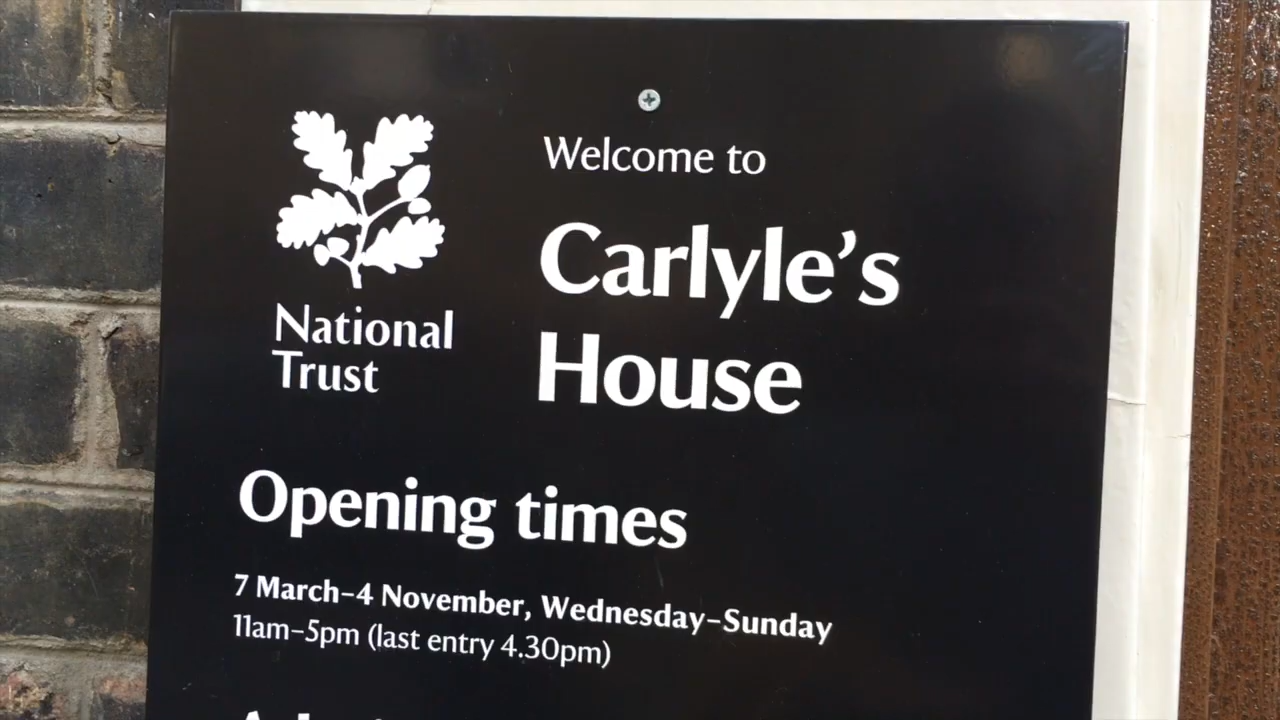 National
Trust
Welcome to
Carlyle’s
House
Opening times
7 March–4 November, Wednesday–Sunday
11am–5pm (last entry 4.30pm)